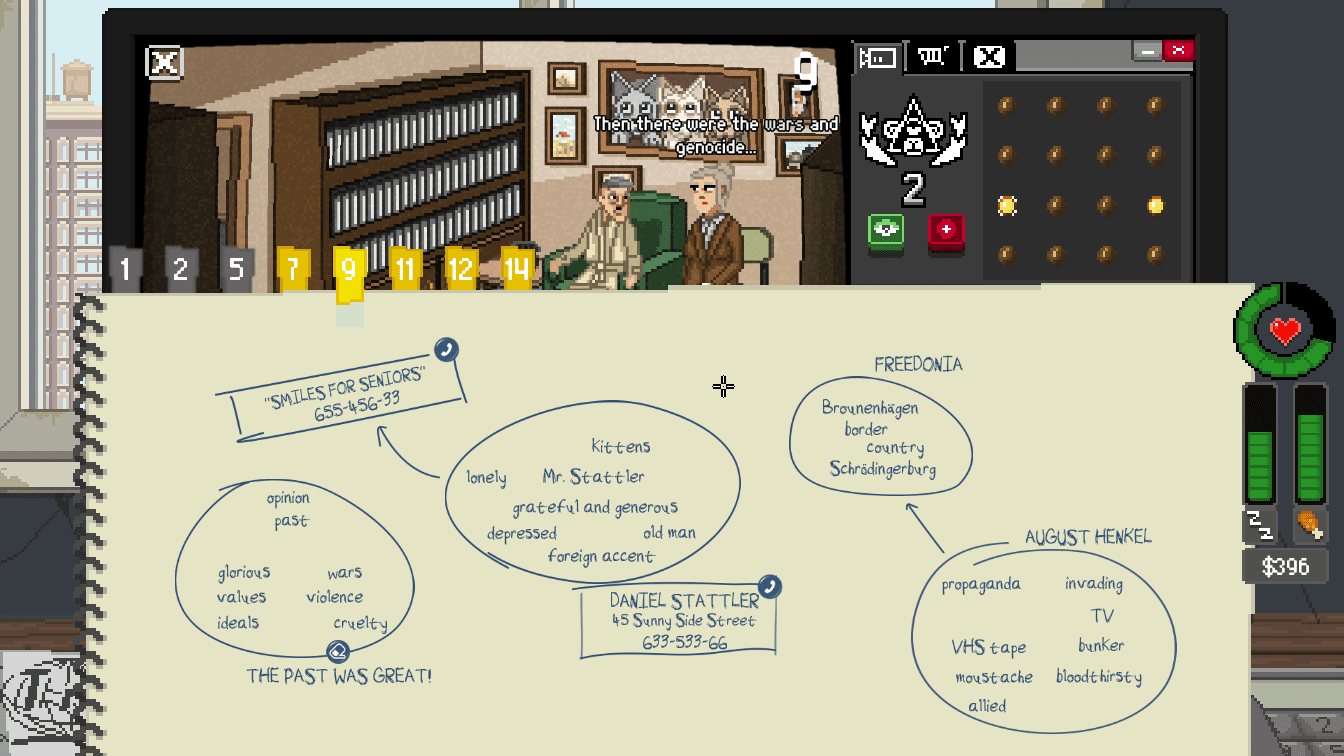 9
Then there were the wars and
genocide...
2
1
2
5
7
9
11
12
14
"SMILES FOR SENIORS"
655-456-33
Kittens
lonely Mr. Stattler
grateful and generous
depressed old man
foreign accent
FREEDONIA
Brounenhägen
border
country
Schrödingerburg
opinion
past
glorious wars
values violence
ideals cruelty
THE PAST WAS GREAT!
DANIEL STATTLER
45 Sunny Side Street
633-533-66
AUGUST HENKEL
propaganda invading
TV
VHS tape bunker
moustache bloodthirsty
allied
$396
2